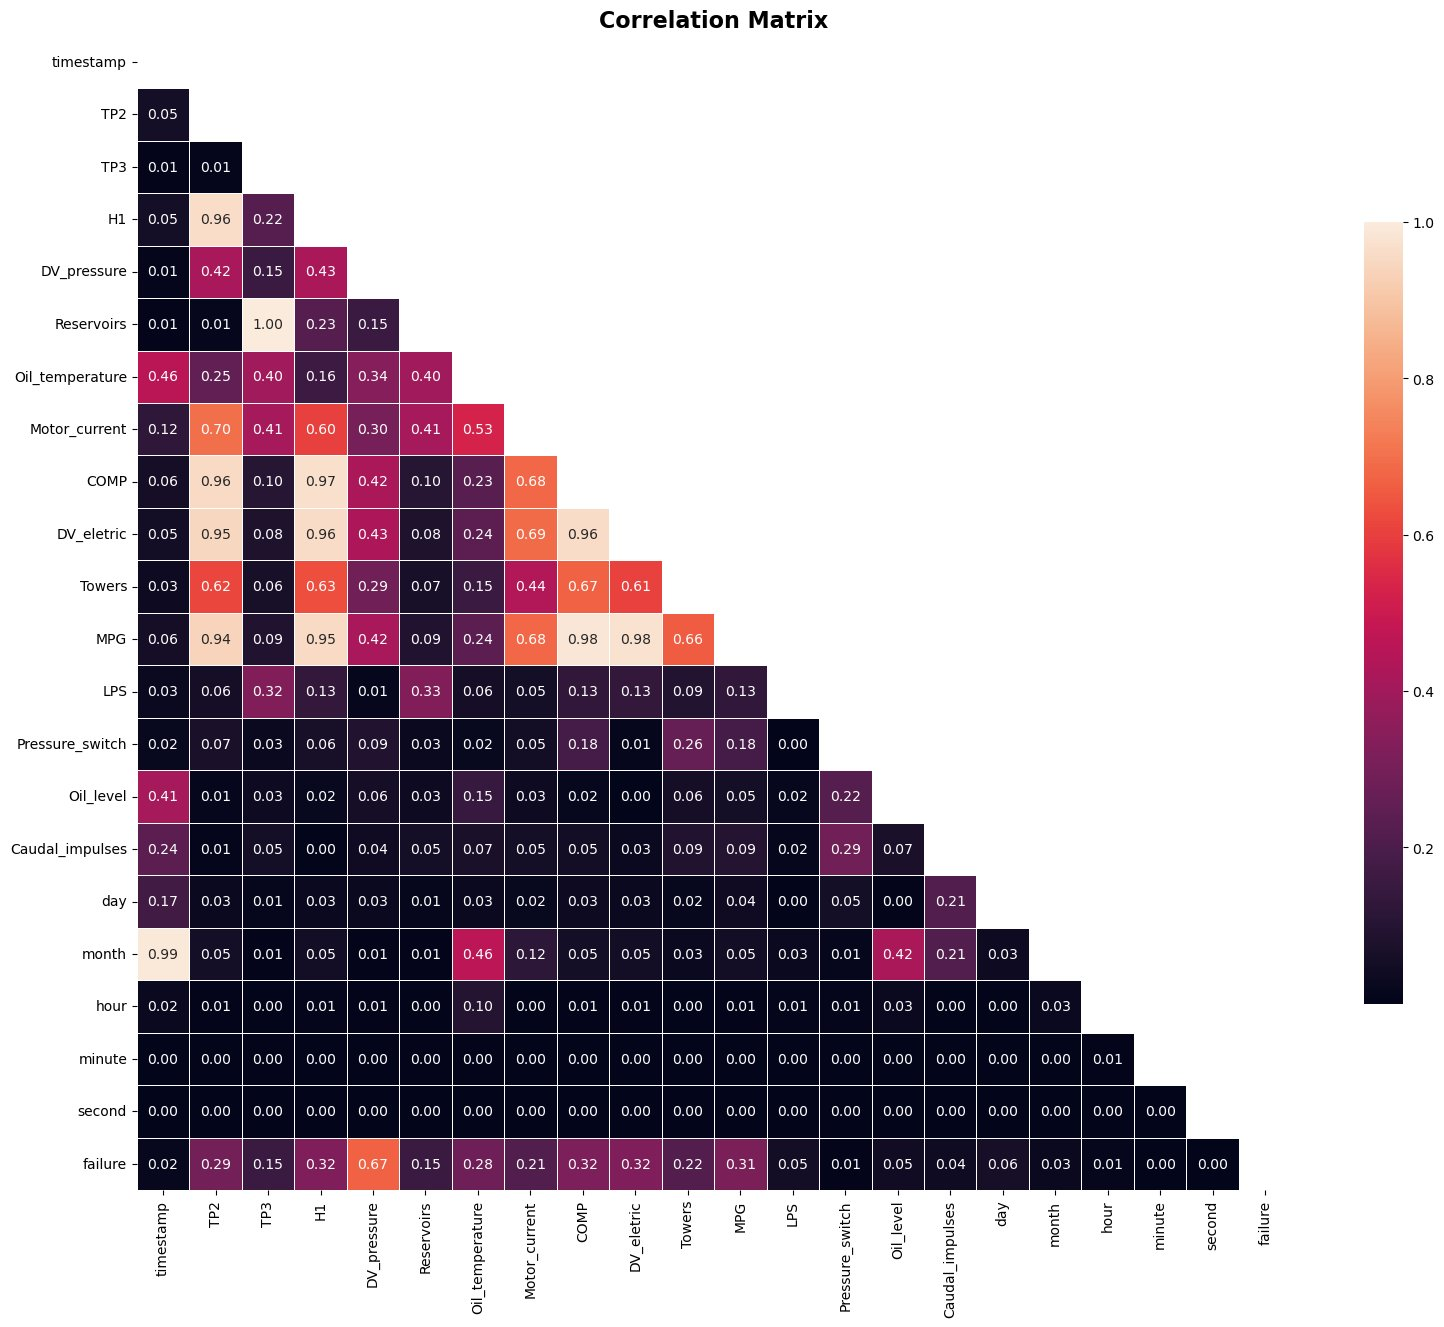 Correlation Matrix
timestamp
TP2 0.05
TP3 0.01 0.01
H1 0.05 0.96 0.22
DV_pressure 0.01 0.42 0.15 0.43
Reservoirs 0.01 0.01 1.00 0.23 0.15
Oil_temperature 0.46 0.25 0.40 0.16 0.34 0.40
Motor_current 0.12 0.70 0.41 0.60 0.30 0.41 0.53
COMP 0.06 0.96 0.10 0.97 0.42 0.10 0.23 0.68
DV_eletric 0.05 0.95 0.08 0.96 0.43 0.08 0.24 0.69 0.96
Towers 0.03 0.62 0.06 0.63 0.29 0.07 0.15 0.44 0.67 0.61
MPG 0.06 0.94 0.09 0.95 0.42 0.09 0.24 0.68 0.98 0.98 0.66
LPS 0.03 0.06 0.32 0.13 0.01 0.33 0.06 0.05 0.13 0.13 0.09 0.13
Pressure_switch 0.02 0.07 0.03 0.06 0.09 0.03 0.02 0.05 0.18 0.01 0.26 0.18 0.00
Oil_level 0.41 0.01 0.03 0.02 0.06 0.03 0.15 0.03 0.02 0.00 0.06 0.05 0.02 0.22
Caudal_impulses 0.24 0.01 0.05 0.00 0.04 0.05 0.07 0.05 0.05 0.03 0.09 0.09 0.02 0.29 0.07
day 0.17 0.03 0.01 0.03 0.03 0.01 0.03 0.02 0.03 0.03 0.02 0.04 0.00 0.05 0.00 0.21
month 0.99 0.05 0.01 0.05 0.01 0.01 0.46 0.12 0.05 0.05 0.03 0.05 0.03 0.01 0.42 0.21 0.03
hour 0.02 0.01 0.00 0.01 0.01 0.00 0.10 0.00 0.01 0.01 0.00 0.01 0.01 0.01 0.03 0.00 0.00 0.03
minute 0.00 0.00 0.00 0.00 0.00 0.00 0.00 0.00 0.00 0.00 0.00 0.00 0.00 0.00 0.00 0.00 0.00 0.00 0.01
second 0.00 0.00 0.00 0.00 0.00 0.00 0.00 0.00 0.00 0.00 0.00 0.00 0.00 0.00 0.00 0.00 0.00 0.00 0.00 0.00
failure 0.02 0.29 0.15 0.32 0.67 0.15 0.28 0.21 0.32 0.32 0.22 0.31 0.05 0.01 0.05 0.04 0.06 0.03 0.01 0.00 0.00
timestamp
TP2
TP3
H1
DV_pressure
Reservoirs
Oil_temperature
Motor_current
COMP
DV_eletric
Towers
MPG
LPS
Pressure_switch
Oil_level
Caudal_impulses
day
month
hour
minute
second
failure
1.0
0.8
0.6
0.4
0.2